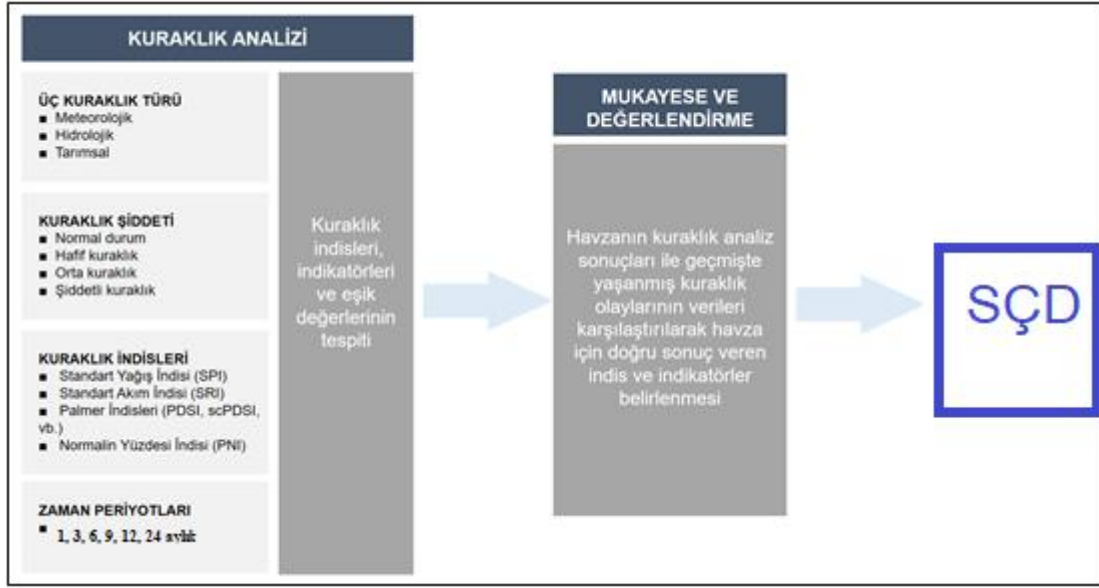 KURAKLIK ANALİZİ
ÜÇ KURAKLIK TÜRÜ
■ Meteorolojik
■ Hidrolojik
■ Tarımsal
KURAKLIK ŞİDDETİ
■ Normal durum
■ Hafif kuraklık
■ Orta kuraklık
■ Şiddetli kuraklık
KURAKLIK İNDİSLERİ
■ Standart Yağış İndisi (SPI)
■ Standart Akım İndisi (SRI)
■ Palmer İndisleri (PDSI, scPDSI,
vb.)
■ Normalin Yüzdesi İndisi (PNI)
ZAMAN PERİYOTLARI
■ 1, 3, 6, 9, 12, 24 aylık
Kuraklık
indisleri,
indikatörleri
ve eşik
değerlerinin
tespiti
MUKAYESE VE
DEĞERLENDİRME
Havzanın kuraklık analiz
sonuçları ile geçmişte
yaşanmış kuraklık
olaylarının verileri
karşılaştırılarak havza
için doğru sonuç veren
indis ve indikatörler
belirlenmesi
SÇD